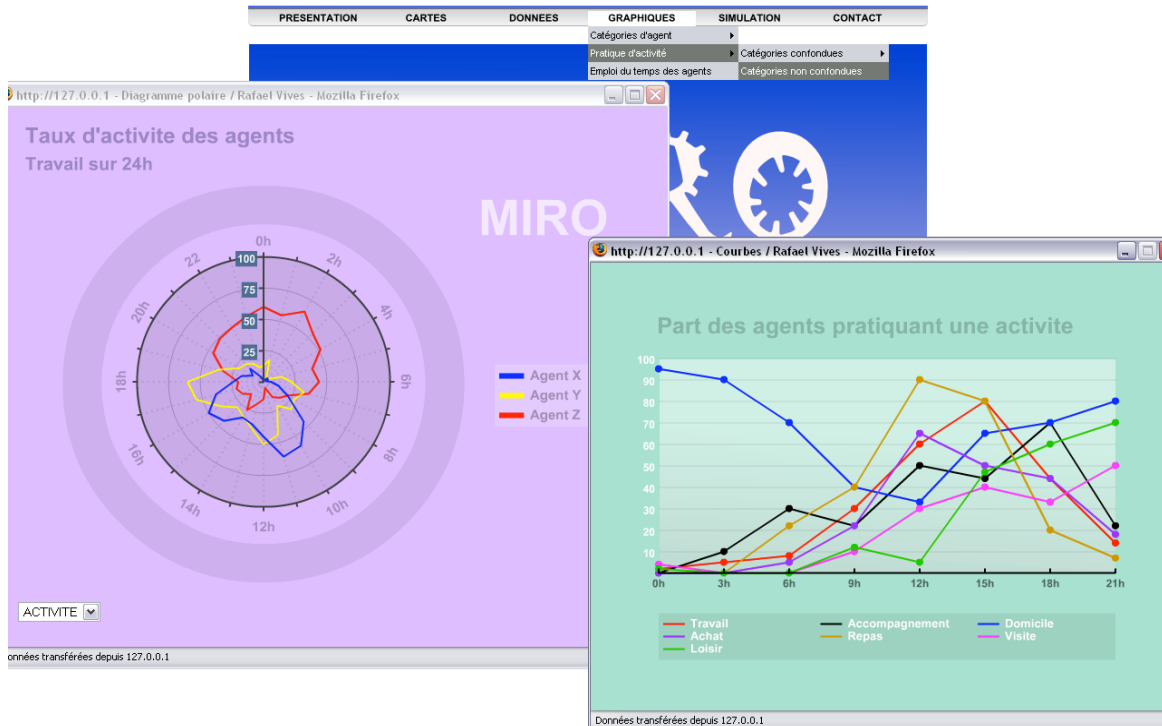 PRESENTATION CARTES DONNEES GRAPHIQUES SIMULATION CONTACT
Catégories d'agent
Pratique d'activité
Catégories confondues
Emploi du temps des agents
Catégories non confondues
http://127.0.0.1 - Diagramme polaire / Rafael Vives - Mozilla Firefox
Taux d'activite des agents
Travail sur 24h
MIRO
RO
0h
2h
4h
6h
8h
10h
12h
14h
16h
18h
20h
22
100
75
50
25
Agent X
Agent Y
Agent Z
ACTIVITE
onnées transférées depuis 127.0.0.1
http://127.0.0.1 - Courbes / Rafael Vives - Mozilla Firefox
Part des agents pratiquant une activite
100
90
80
70
60
50
40
30
20
10
0h 3h 6h 9h 12h 15h 18h 21h
Travail Accompagnement Domicile
Achat Repas Visite
Loisir
Données transférées depuis 127.0.0.1